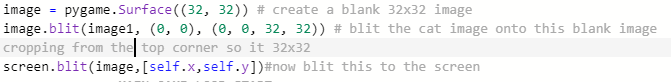 image = pygame.Surface((32, 32)) # create a blank 32x32 image
image.blit(image1, (0, 0), (0, 0, 32, 32)) # blit the cat image onto this blank image
cropping from the top corner so it 32x32
screen.blit(image,[self.x,self.y])#now blit this to the screen